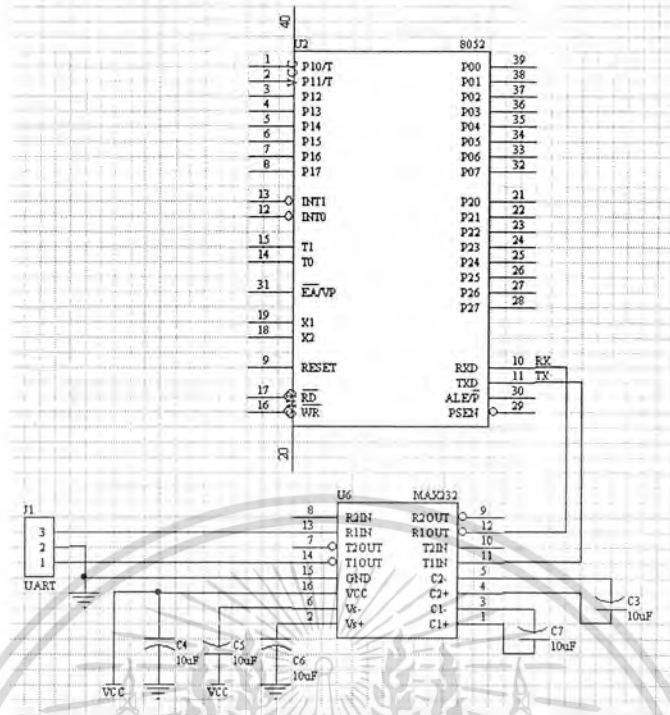 40
U2 8052
1 P10/T P00 39
2 P11/T P01 38
3 P12 P02 37
4 P13 P03 36
5 P14 P04 35
6 P15 P05 34
7 P16 P06 33
8 P17 P07 32
13 INT1 P20 21
12 INT0 P21 22
P22 23
15 T1 P23 24
14 T0 P24 25
P25 26
31 EA/VP P26 27
P27 28
19 X1
18 X2
9 RESET RXD 10 RX
TXD 11 TX
17 RD ALE/P 30
16 WR PSEN 29
20
U6 MAX232
J1
8 R2IN R2OUT 9
3 13 R1IN R1OUT 12
2 7 T2OUT T2IN 10
1 14 T1OUT T1IN 11
UART 15 GND C2- 5
16 VCC C2+ 4
6 Vs- C1- 3
2 Vs+ C1+ 1
C3
10uF
C4 C5 C6 C7
10uF 10uF 10uF 10uF
VCC VCC